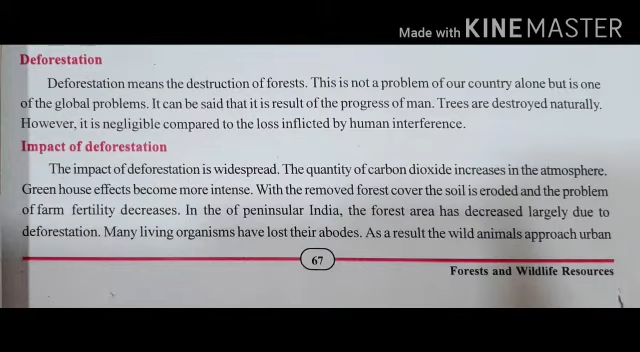 Made with KINEMASTER
Deforestation
Deforestation means the destruction of forests. This is not a problem of our country alone but is one
of the global problems. It can be said that it is result of the progress of man. Trees are destroyed naturally.
However, it is negligible compared to the loss inflicted by human interference.
Impact of deforestation
The impact of deforestation is widespread. The quantity of carbon dioxide increases in the atmosphere.
Green house effects become more intense. With the removed forest cover the soil is eroded and the problem
of farm fertility decreases. In the of peninsular India, the forest area has decreased largely due to
deforestation. Many living organisms have lost their abodes. As a result the wild animals approach urban
67
Forests and Wildlife Resources